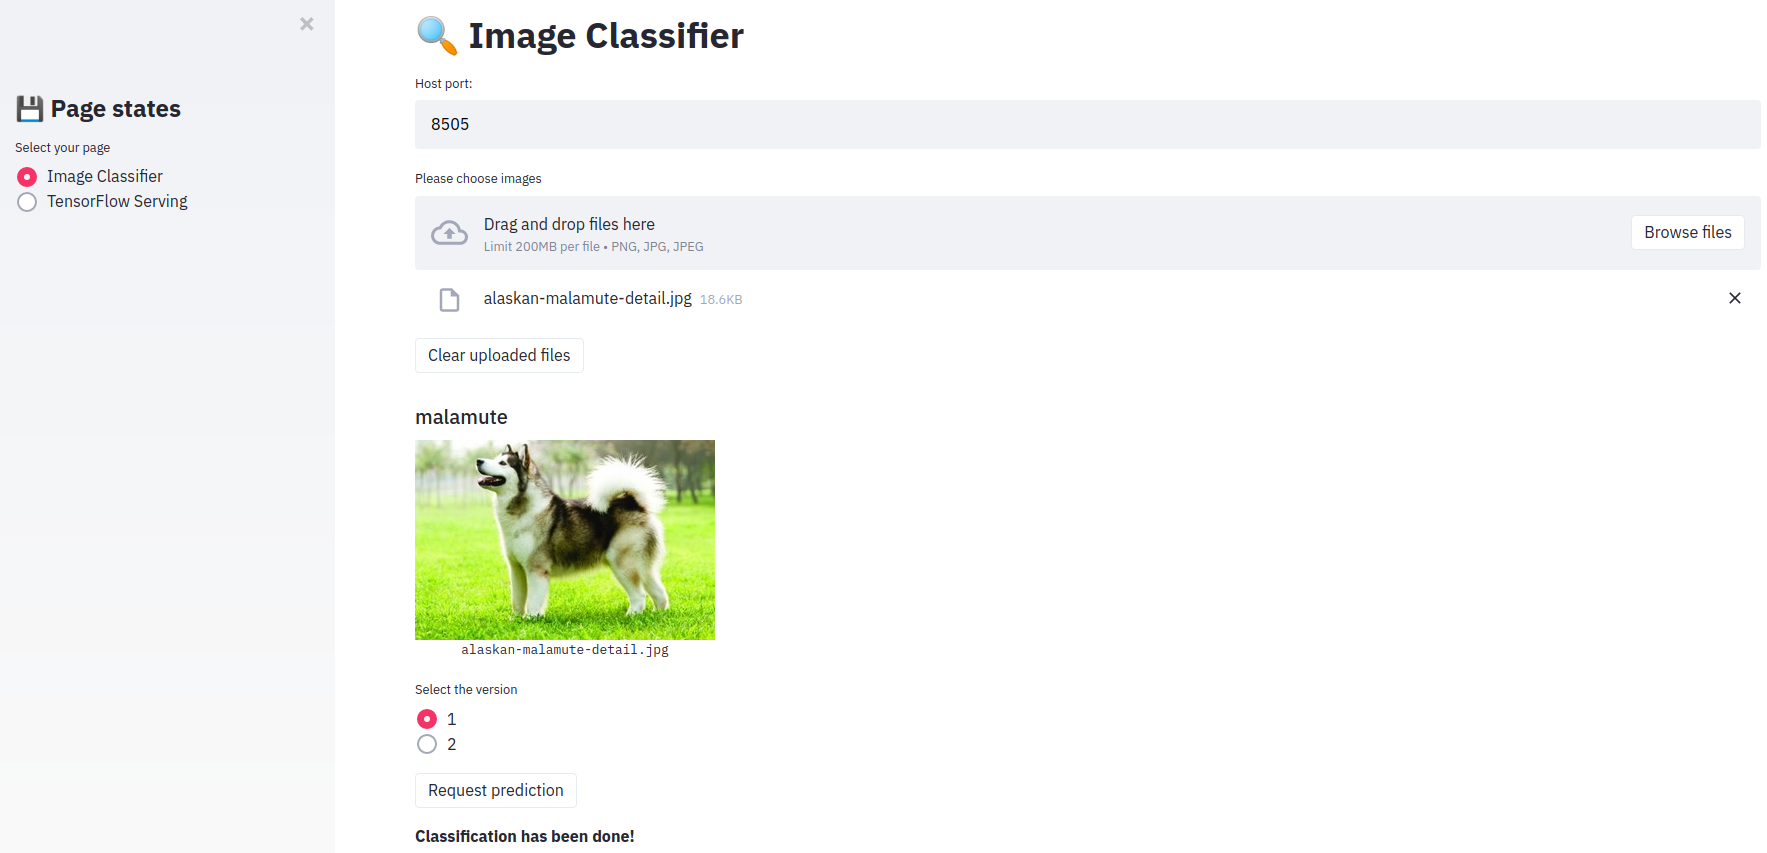 Page states
Select your page
Image Classifier
TensorFlow Serving
Image Classifier
Host port:
8505
Please choose images
Drag and drop files here
Limit 200MB per file • PNG, JPG, JPEG
Browse files
alaskan-malamute-detail.jpg 18.6KB
Clear uploaded files
malamute
alaskan-malamute-detail.jpg
Select the version
1
2
Request prediction
Classification has been done!